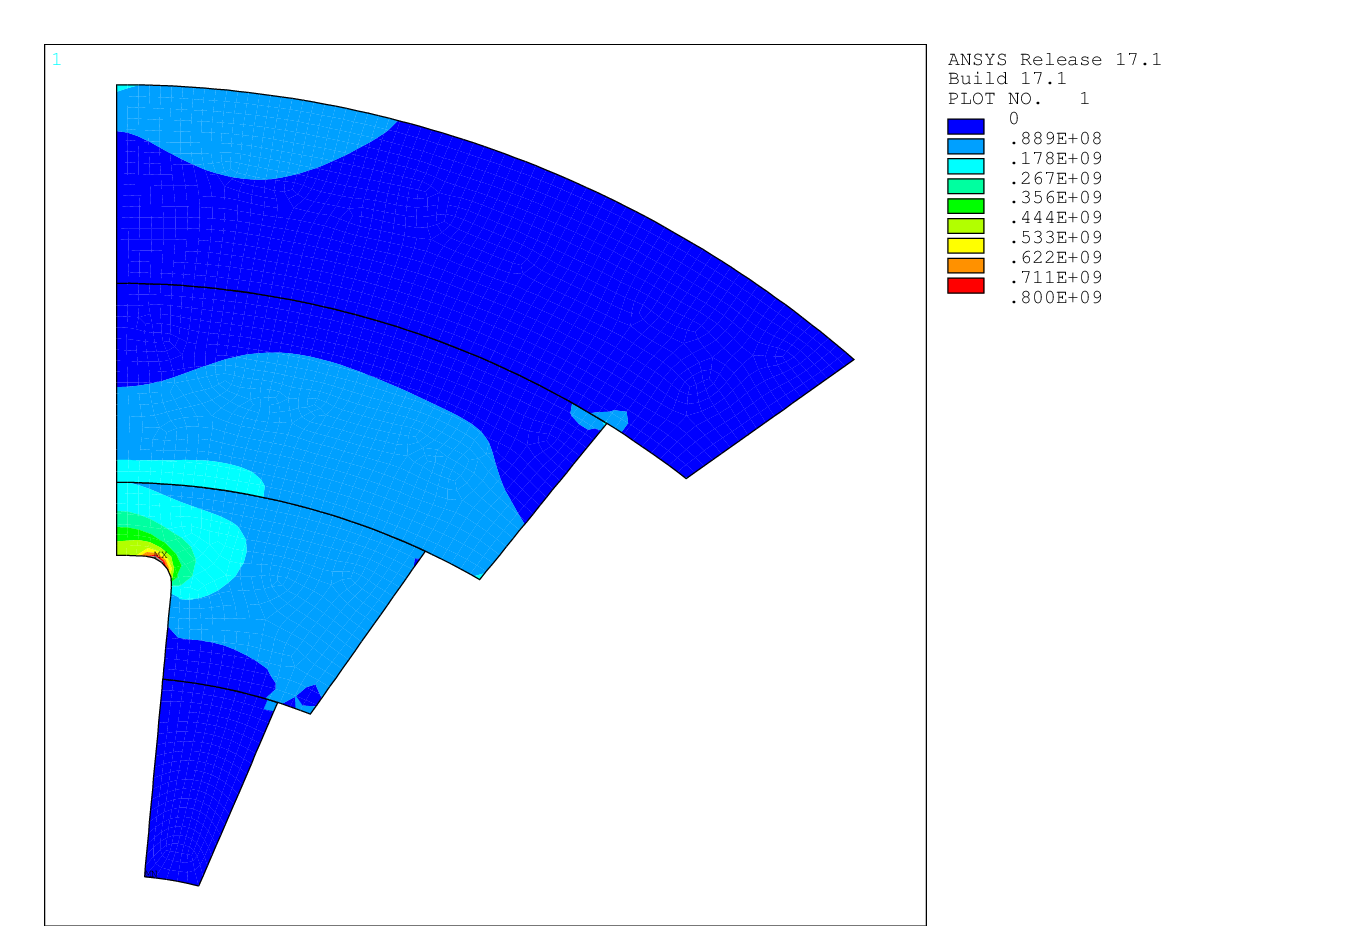 1
ANSYS Release 17.1
Build 17.1
PLOT NO. 1
0
.889E+08
.178E+09
.267E+09
.356E+09
.444E+09
.533E+09
.622E+09
.711E+09
.800E+09
MX